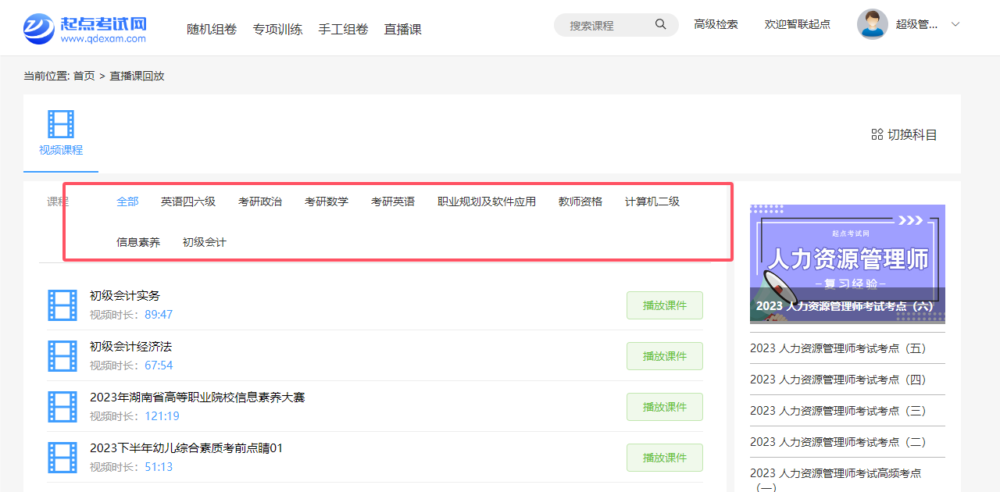 起点考试网
www.qdexam.com
随机组卷 专项训练 手工组卷 直播课
搜索课程
高级检索 欢迎智联起点 超级管...
当前位置: 首页 > 直播课回放
视频课程
切换科目
课程 全部 英语四六级 考研政治 考研数学 考研英语 职业规划及软件应用 教师资格 计算机二级
信息素养 初级会计
初级会计实务
视频时长：89:47
播放课件
初级会计经济法
视频时长：67:54
播放课件
2023年湖南省高等职业院校信息素养大赛
视频时长：121:19
播放课件
2023下半年幼儿综合素质考前点睛01
视频时长：51:13
播放课件
起点考试网
人力资源管理师
–复习经验–
2023 人力资源管理师考试考点（六）
2023 人力资源管理师考试考点（五）
2023 人力资源管理师考试考点（四）
2023 人力资源管理师考试考点（三）
2023 人力资源管理师考试考点（二）
2023 人力资源管理师考试高频考点
（一）